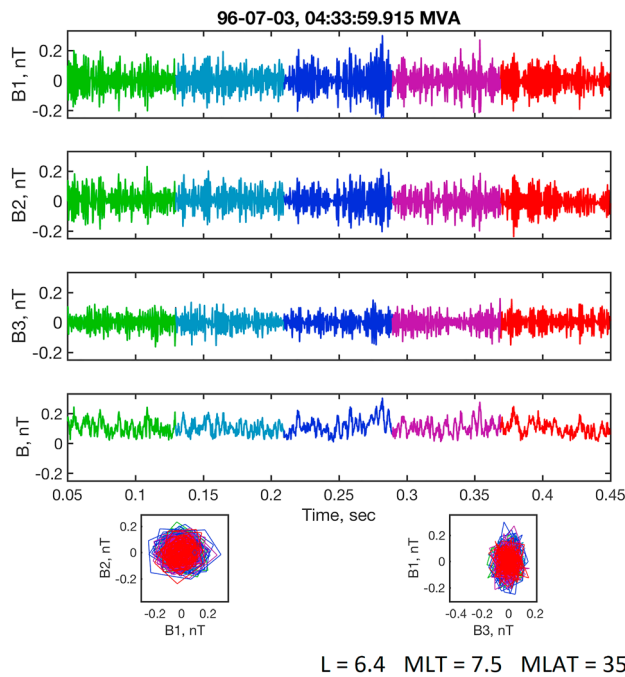 96-07-03, 04:33:59.915 MVA
B1, nT
0.2
0
-0.2
B2, nT
0.2
0
-0.2
B3, nT
0.2
0
-0.2
B, nT
0.2
0
-0.2
0.05 0.1 0.15 0.2 0.25 0.3 0.35 0.4 0.45
Time, sec
B2, nT
0.2
0
-0.2
-0.2 0 0.2
B1, nT
B1, nT
0.2
0
-0.2
-0.4 -0.2 0 0.2
B3, nT
L = 6.4 MLT = 7.5 MLAT = 35